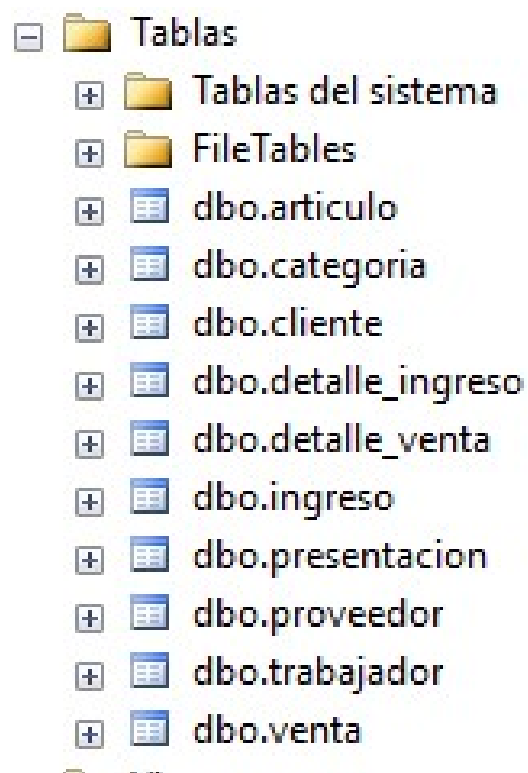 Tablas
Tablas del sistema
FileTables
dbo.articulo
dbo.categoria
dbo.cliente
dbo.detalle_ingreso
dbo.detalle_venta
dbo.ingreso
dbo.presentacion
dbo.proveedor
dbo.trabajador
dbo.venta